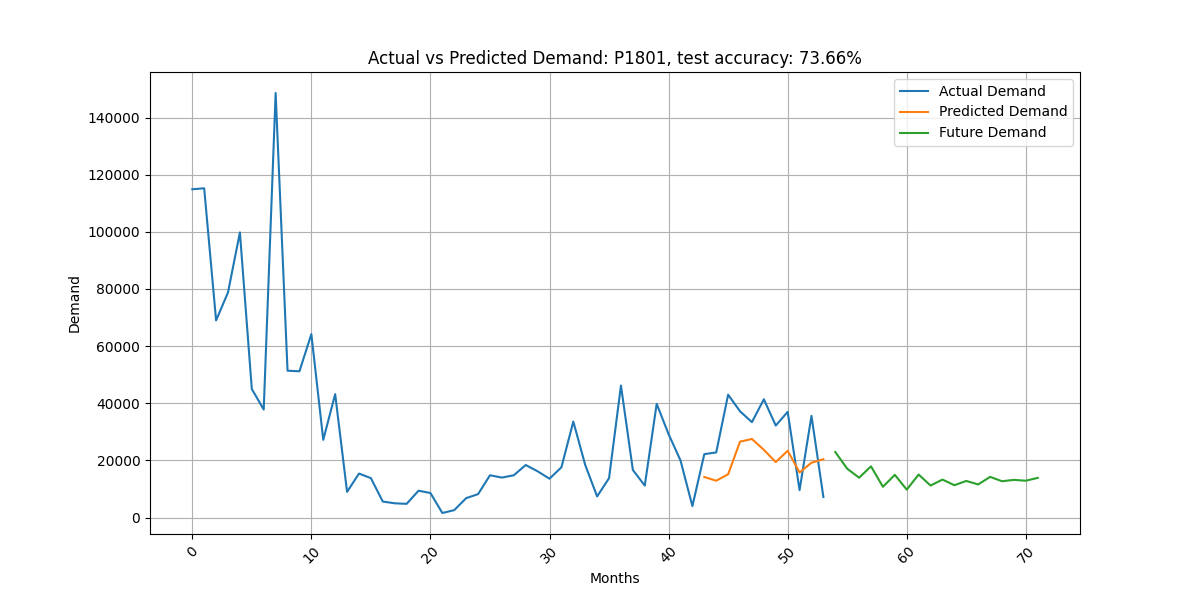 Actual vs Predicted Demand: P1801, test accuracy: 73.66%
Actual Demand
Predicted Demand
Future Demand
Demand
140000
120000
100000
80000
60000
40000
20000
0
0 10 20 30 40 50 60 70
Months